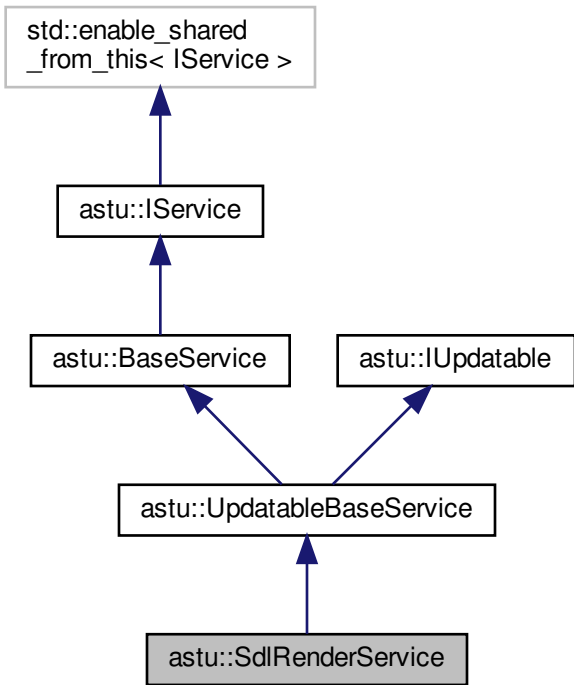 std::enable_shared
_from_this< IService >
astu::IService
astu::BaseService
astu::IUpdatable
astu::UpdatableBaseService
astu::SdlRenderService